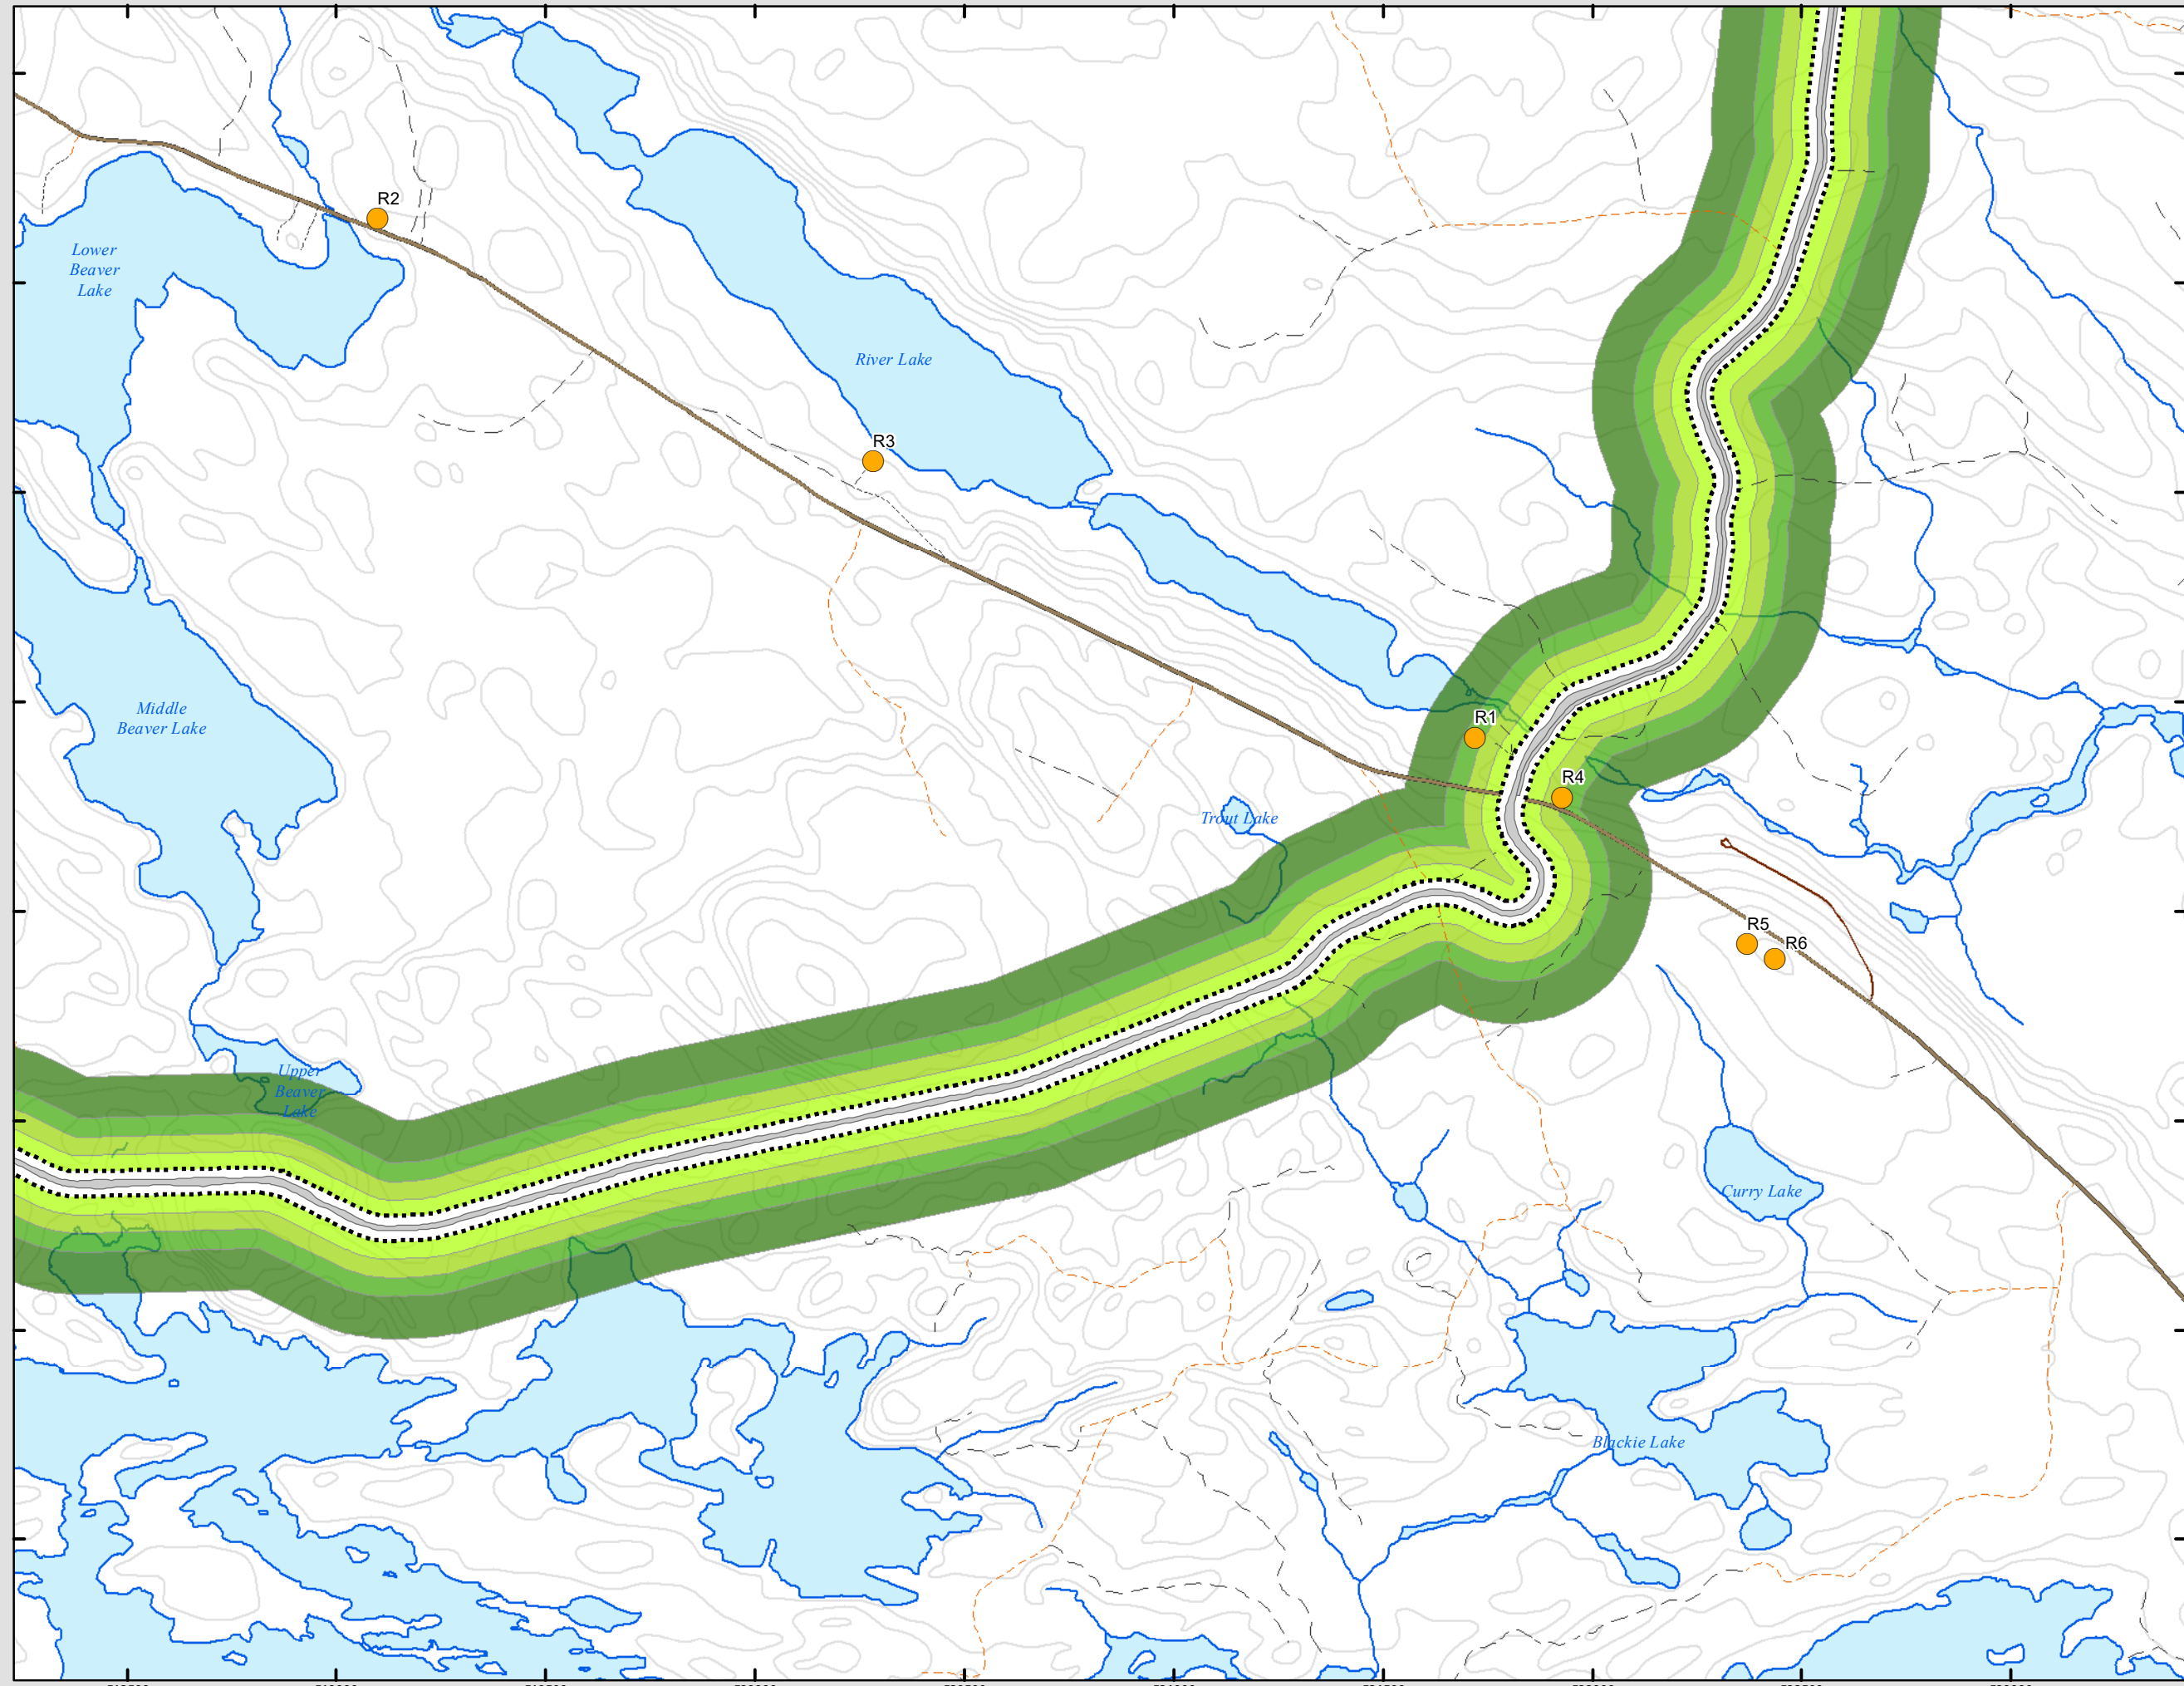 R2
Lower
Beaver
Lake
River Lake
R3
Middle
Beaver Lake
R1
R4
Trout Lake
R5
R6
Upper
Beaver
Lake
Curry Lake
Blackie Lake